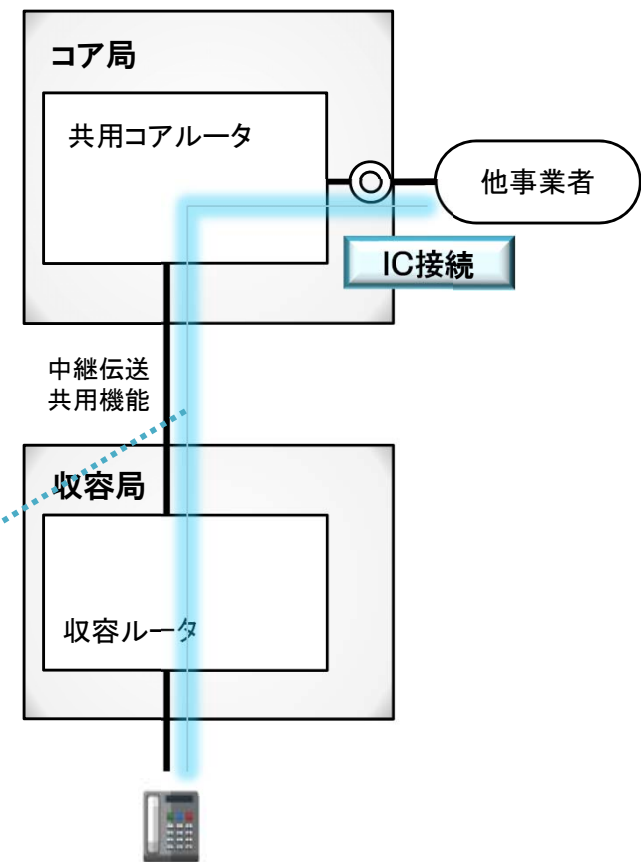 コア局
共用コアルータ
他事業者
IC接続
中継伝送
共用機能
収容局
収容ルータ